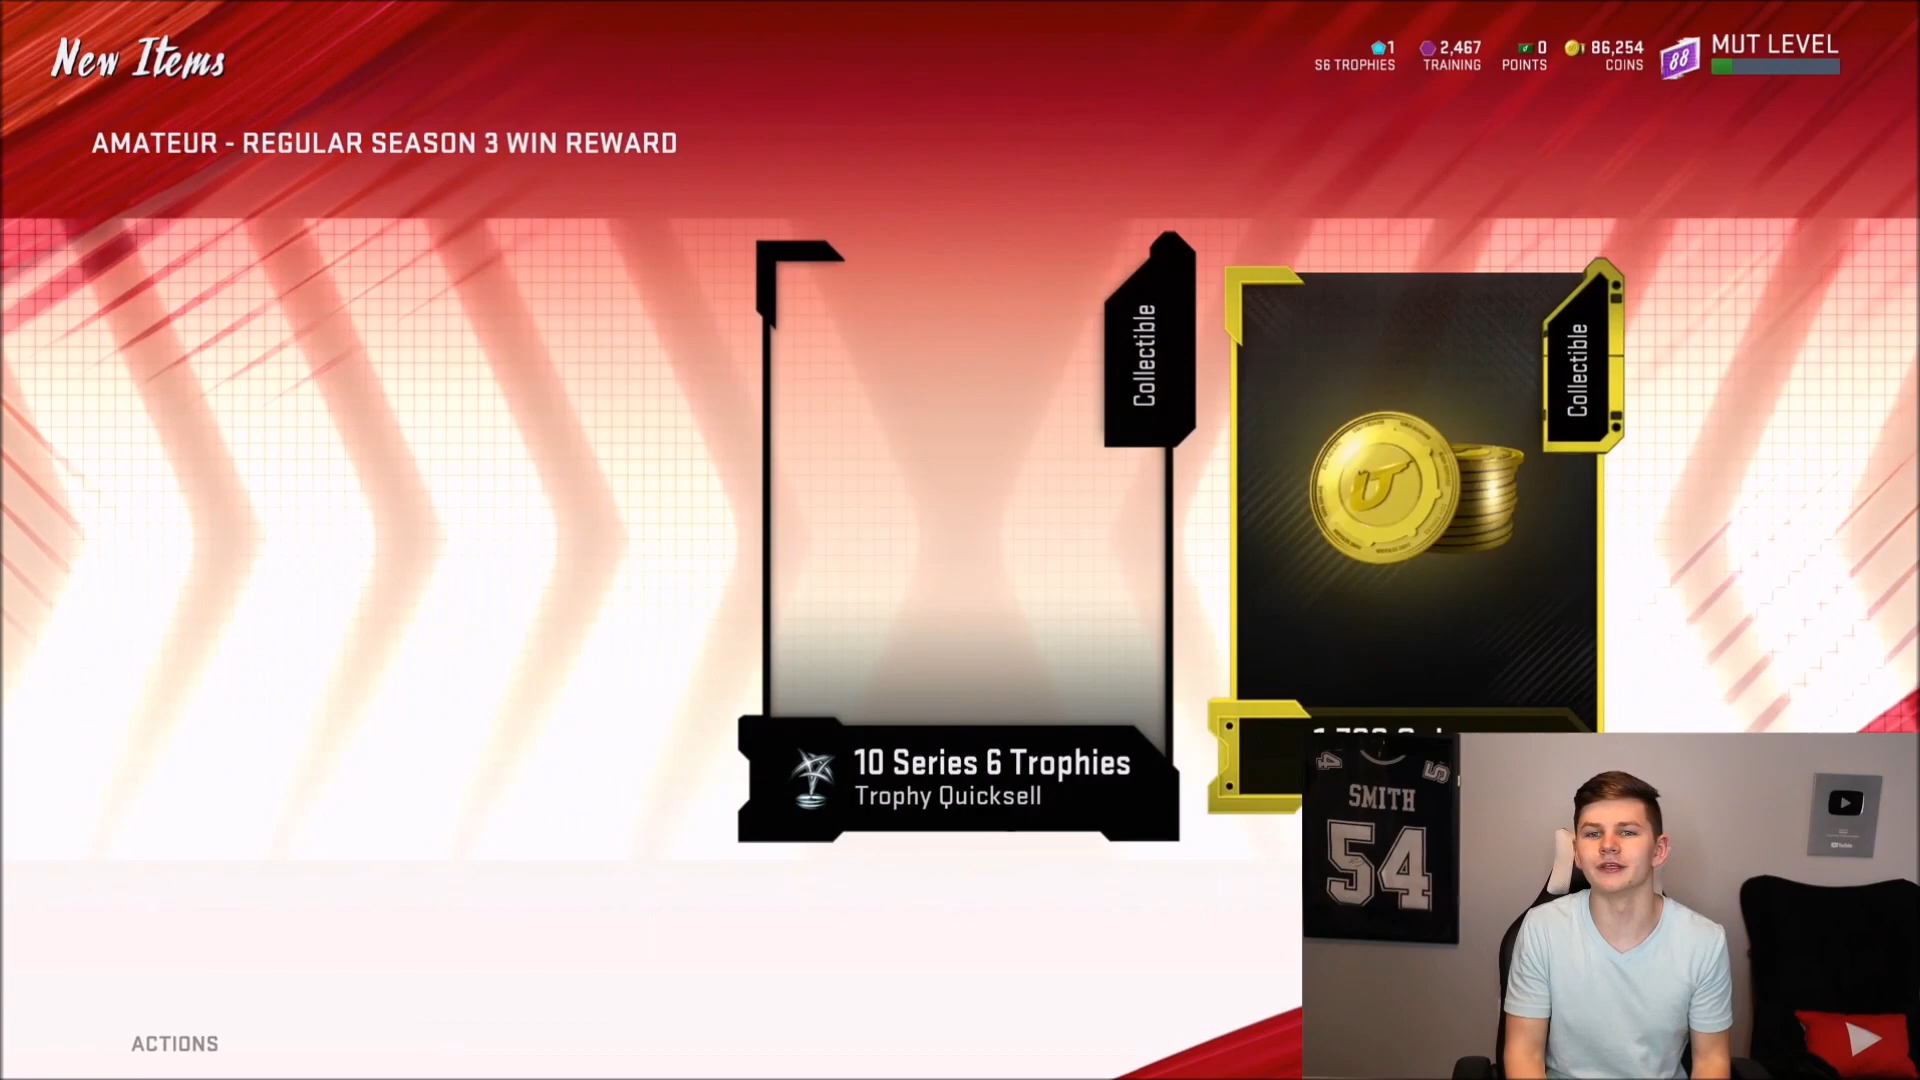 New Items
1
S6 TROPHIES
2,467
TRAINING
0
POINTS
86,254
COINS
88
MUT LEVEL
AMATEUR - REGULAR SEASON 3 WIN REWARD
Collectible
Collectible
10 Series 6 Trophies
Trophy Quicksell
SMITH
54
ACTIONS